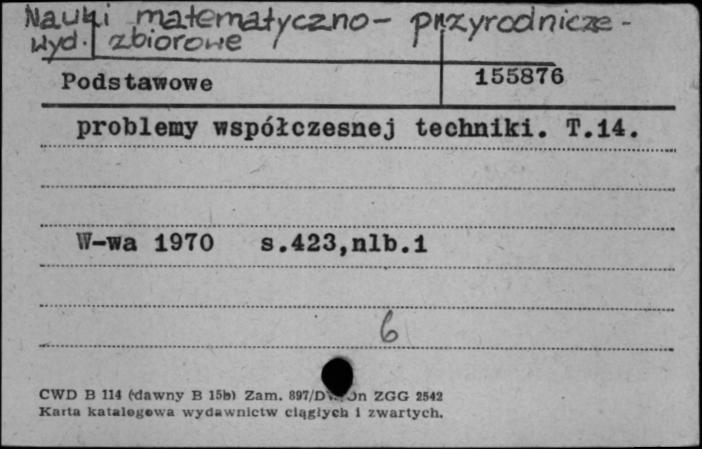 Nauki matematyczno-przyrodnicze-
wyd. zbiorowe
Podstawowe 155876
problemy współczesnej techniki. T.14.
W-wa 1970 s.423,nlb.1
6
CWD B 114 (dawny B 15b) Zam. 897/D ZGG 2542
Karta katalogowa wydawnictw ciągłych i zwartych.